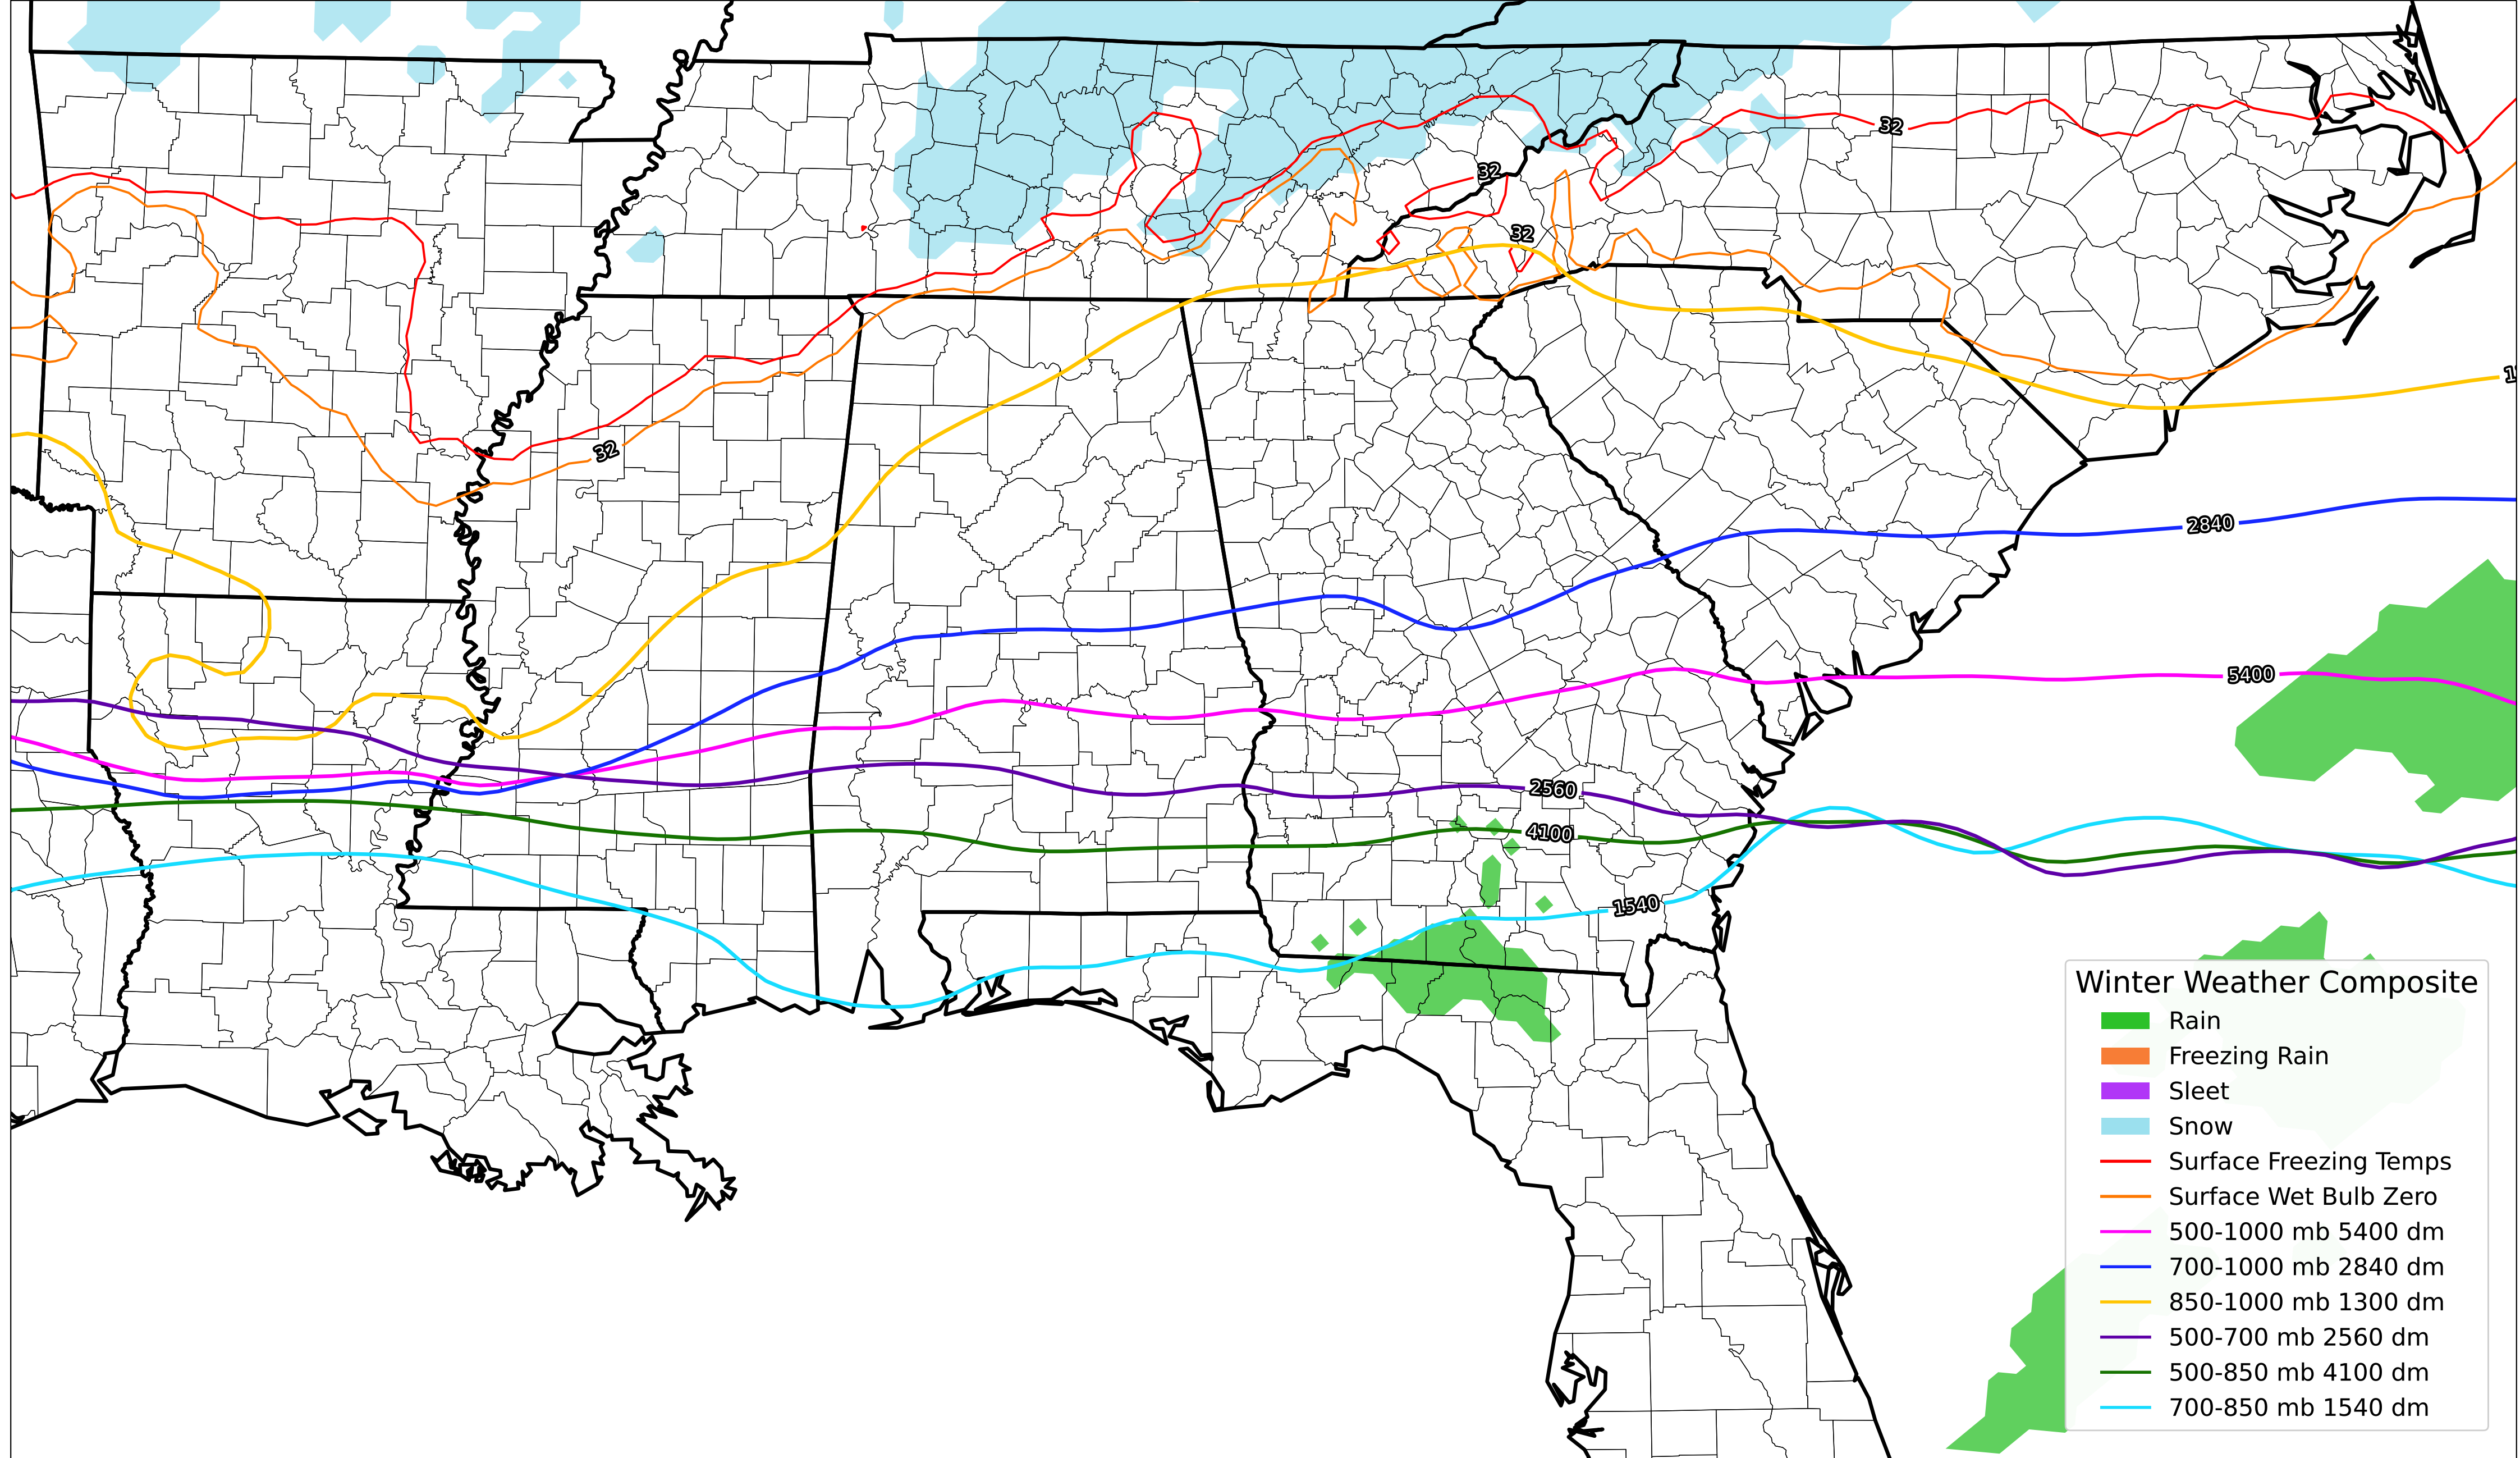 32
32
32
32
2840
5400
2560
4100
1540
Winter Weather Composite
Rain
Freezing Rain
Sleet
Snow
Surface Freezing Temps
Surface Wet Bulb Zero
500-1000 mb 5400 dm
700-1000 mb 2840 dm
850-1000 mb 1300 dm
500-700 mb 2560 dm
500-850 mb 4100 dm
700-850 mb 1540 dm